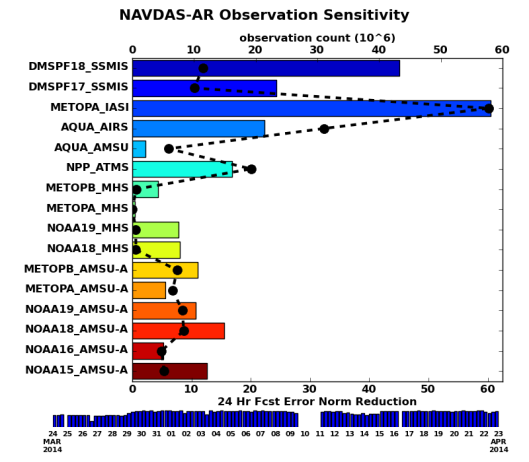 NAVDAS-AR Observation Sensitivity
observation count (10^6)
0 10 20 30 40 50 60
DMSPF18_SSMIS
DMSPF17_SSMIS
METOPA_IASI
AQUA_AIRS
AQUA_AMSU
NPP_ATMS
METOPB_MHS
METOPA_MHS
NOAA19_MHS
NOAA18_MHS
METOPB_AMSU-A
METOPA_AMSU-A
NOAA19_AMSU-A
NOAA18_AMSU-A
NOAA16_AMSU-A
NOAA15_AMSU-A
0 10 20 30 40 50 60
24 Hr Fcst Error Norm Reduction
24 25 26 27 28 29 30 31 01 02 03 04 05 06 07 08 09 10 11 12 13 14 15 16 17 18 19 20 21 22 23
MAR APR
2014 2014